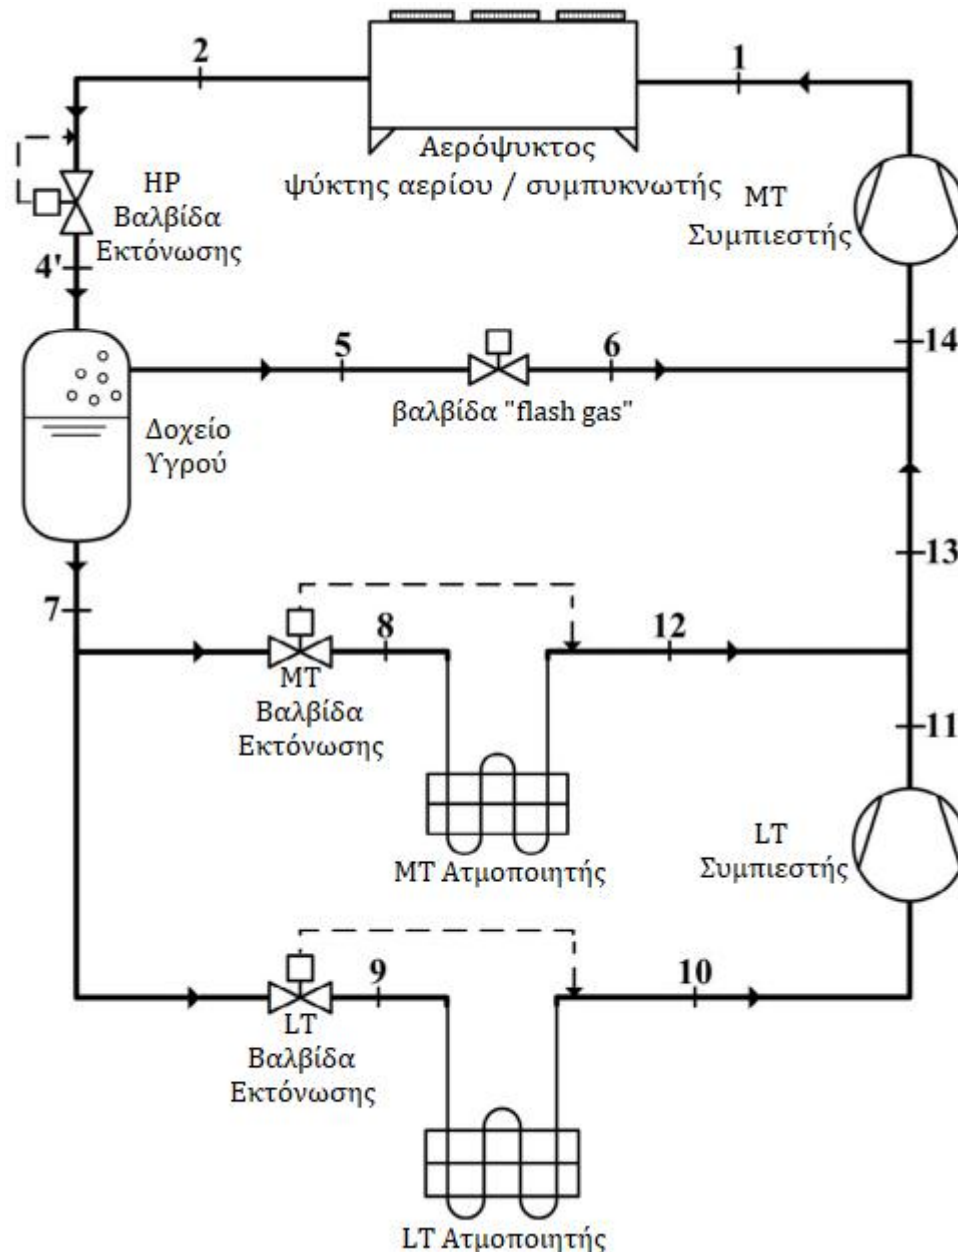 2
1
Αερόψυκτος
ψύκτης αερίου / συμπυκνωτής
HP
Βαλβίδα
Εκτόνωσης
MT
Συμπιεστής
4'
5
6
14
βαλβίδα "flash gas"
Δοχείο
Υγρού
13
7
8
12
MT
Βαλβίδα
Εκτόνωσης
11
MT Ατμοποιητής
LT
Συμπιεστής
9
10
LT
Βαλβίδα
Εκτόνωσης
LT Ατμοποιητής